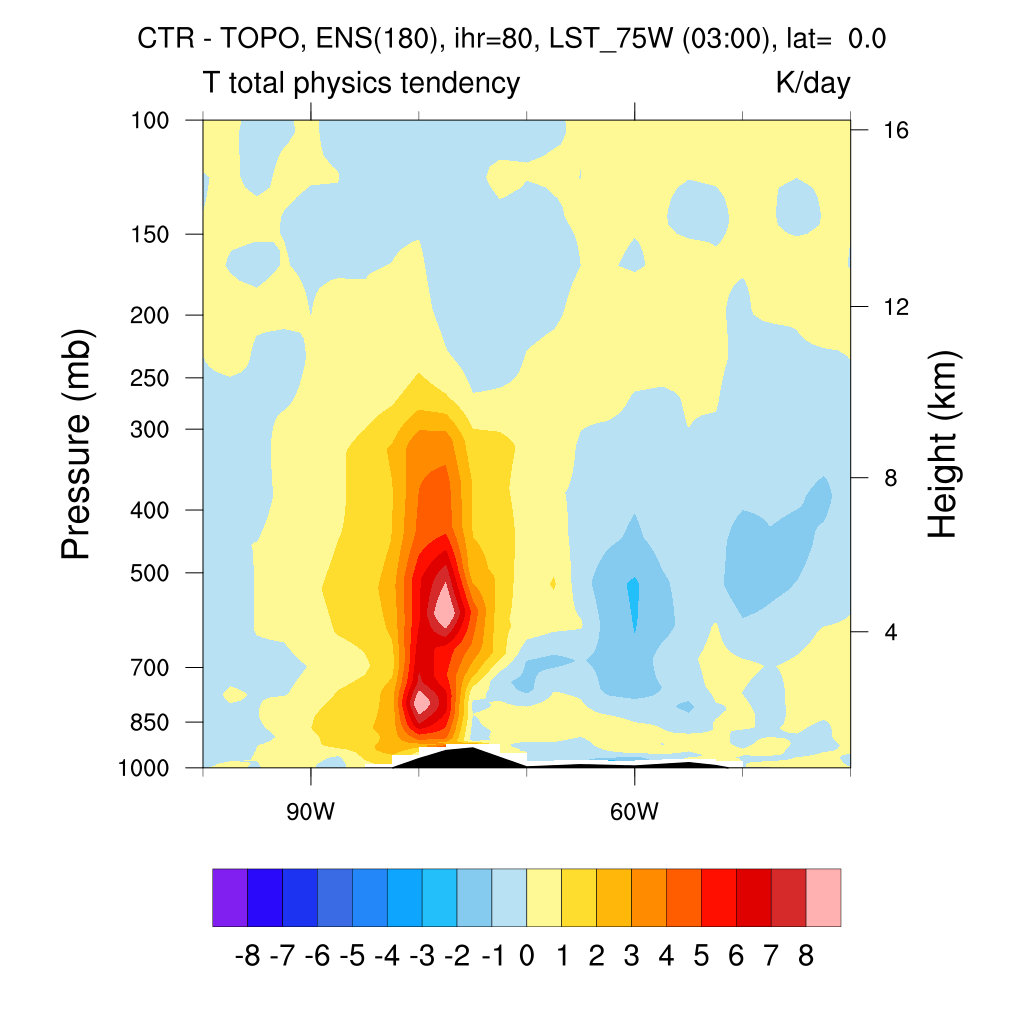 CTR - TOPO, ENS(180), ihr=80, LST_75W (03:00), lat=  0.0
T total physics tendency K/day
100 16
150
200 12
250
300
400 8
500
700 4
850
1000
Pressure (mb)
Height (km)
90W 60W
-8 -7 -6 -5 -4 -3 -2 -1 0 1 2 3 4 5 6 7 8